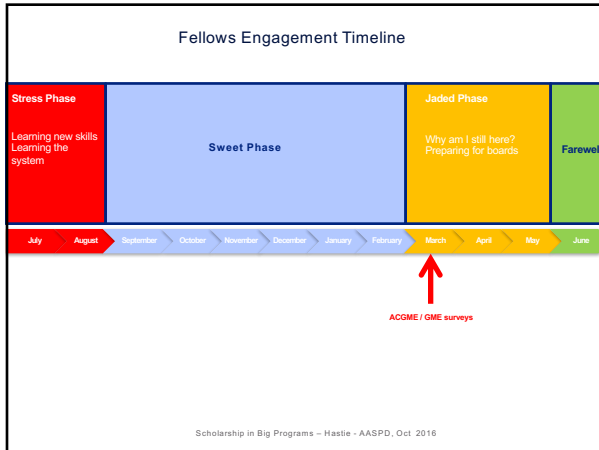 Fellows Engagement Timeline
Stress Phase
Learning new skills
Learning the
system
Sweet Phase
Jaded Phase
Why am I still here?
Preparing for boards
Farewel
July
August
September
October
November
December
January
February
March
April
May
June
ACGME / GME surveys
Scholarship in Big Programs – Hastie - AASPD, Oct 2016